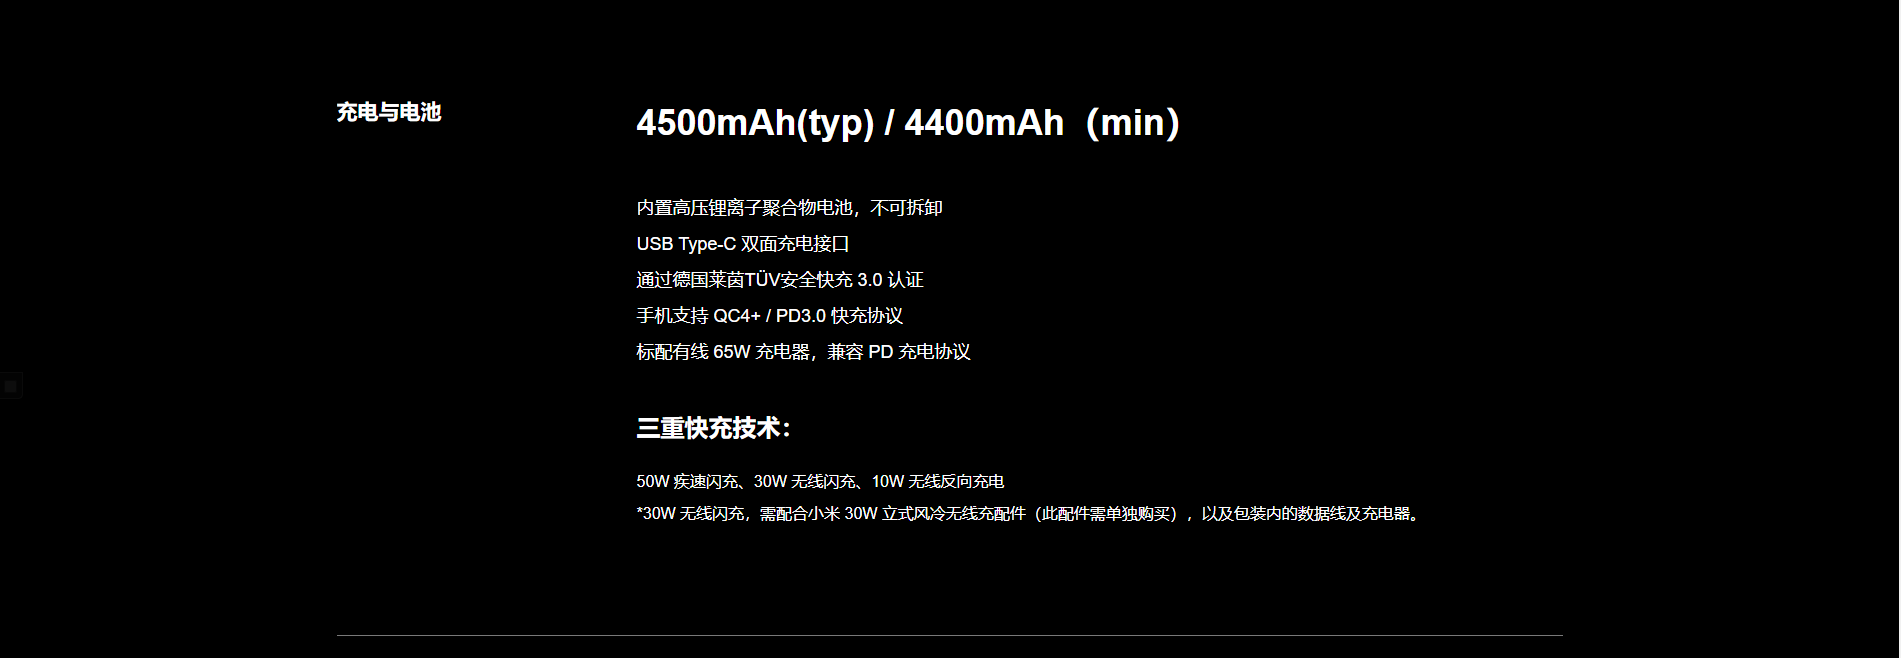 充电与电池
4500mAh(typ) / 4400mAh（min）
内置高压锂离子聚合物电池，不可拆卸
USB Type-C 双面充电接口
通过德国莱茵TÜV安全快充 3.0 认证
手机支持 QC4+ / PD3.0 快充协议
标配有线 65W 充电器，兼容 PD 充电协议
三重快充技术：
50W 疾速闪充、30W 无线闪充、10W 无线反向充电
*30W 无线闪充，需配合小米 30W 立式风冷无线充配件（此配件需单独购买），以及包装内的数据线及充电器。